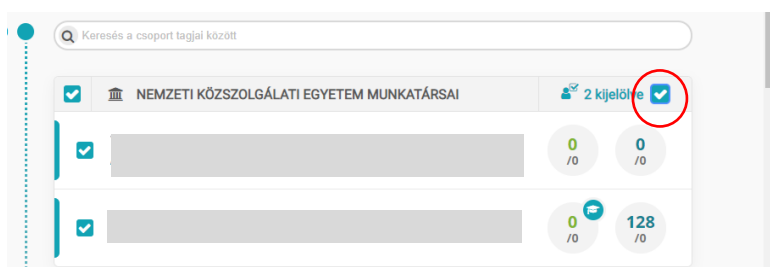 Keresés a csoport tagjai között
NEMZETI KÖZSZOLGÁLATI EGYETEM MUNKATÁRSAI 2 kijelölve
0 0
/0 /0
0 128
/0 /0